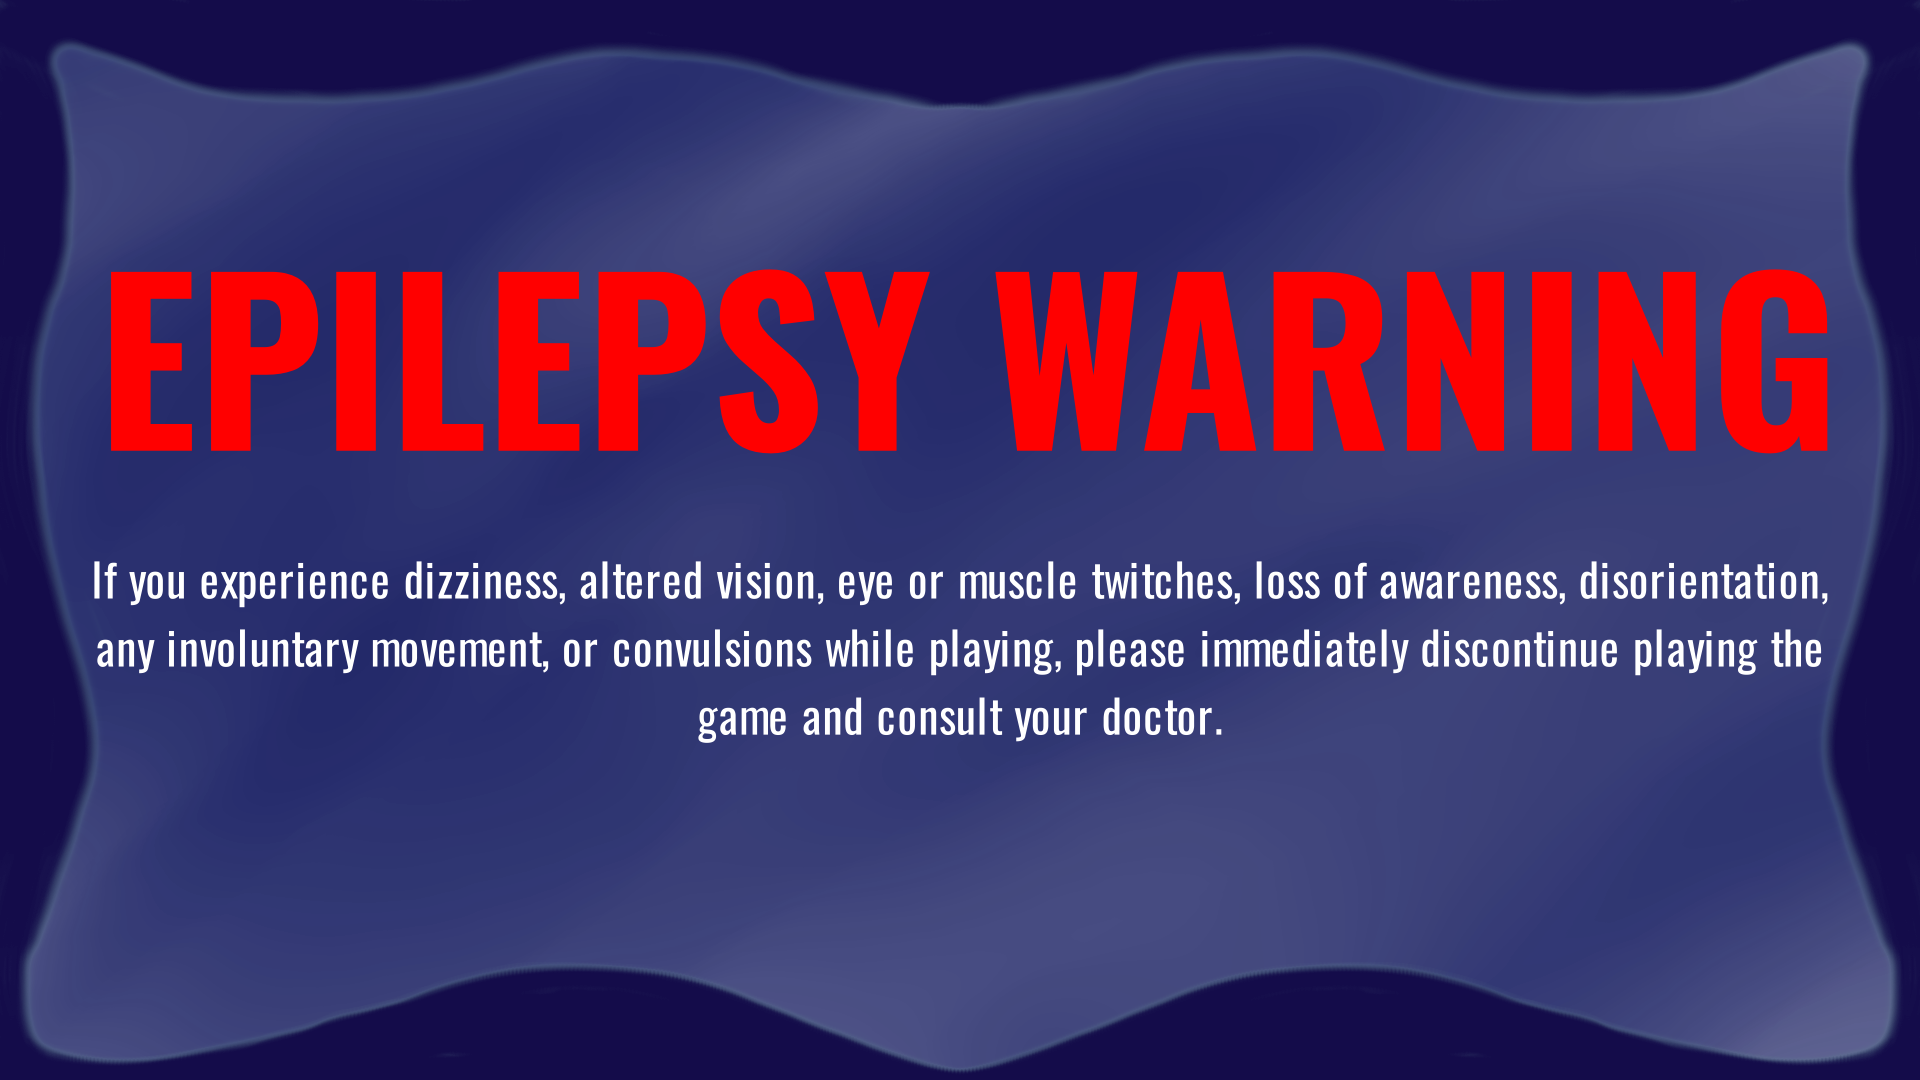 EPILEPSY WARNING
If you experience dizziness, altered vision, eye or muscle twitches, loss of awareness, disorientation,
any involuntary movement, or convulsions while playing, please immediately discontinue playing the
game and consult your doctor.